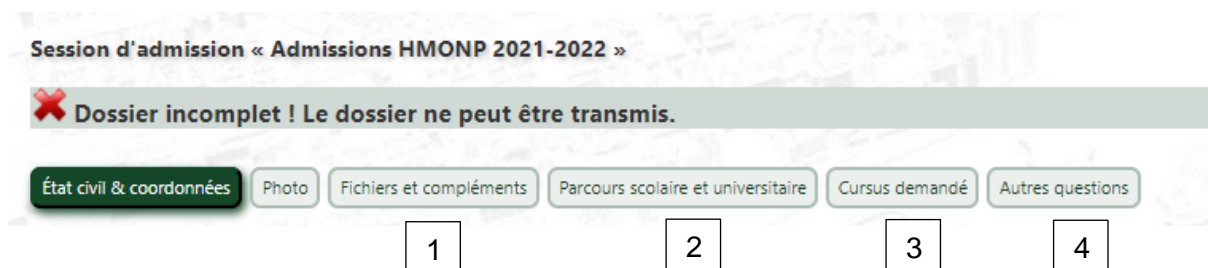 Session d'admission « Admissions HMONP 2021-2022 »
Dossier incomplet ! Le dossier ne peut être transmis.
État civil & coordonnées Photo Fichiers et compléments Parcours scolaire et universitaire Cursus demandé Autres questions
1 2 3 4